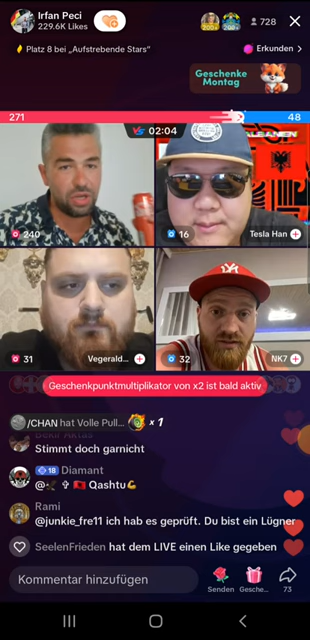 Irfan Peci
229.6K Likes
200+
200+
728
Platz 8 bei „Aufstrebende Stars“
Erkunden >
Geschenke
Montag
271
48
VS 02:04
240
16
Tesla Han
31
Vegerald...
32
NK7
Geschenkpunktmultiplikator von x2 ist bald aktiv
/CHAN hat Volle Pull... x 1
Stimmt doch garnicht
18 Diamant
@ Qashtu
Rami
@junkie_fre11 ich hab es geprüft. Du bist ein Lügner
SeelenFrieden hat dem LIVE einen Like gegeben
Kommentar hinzufügen
Senden
Gesche...
73